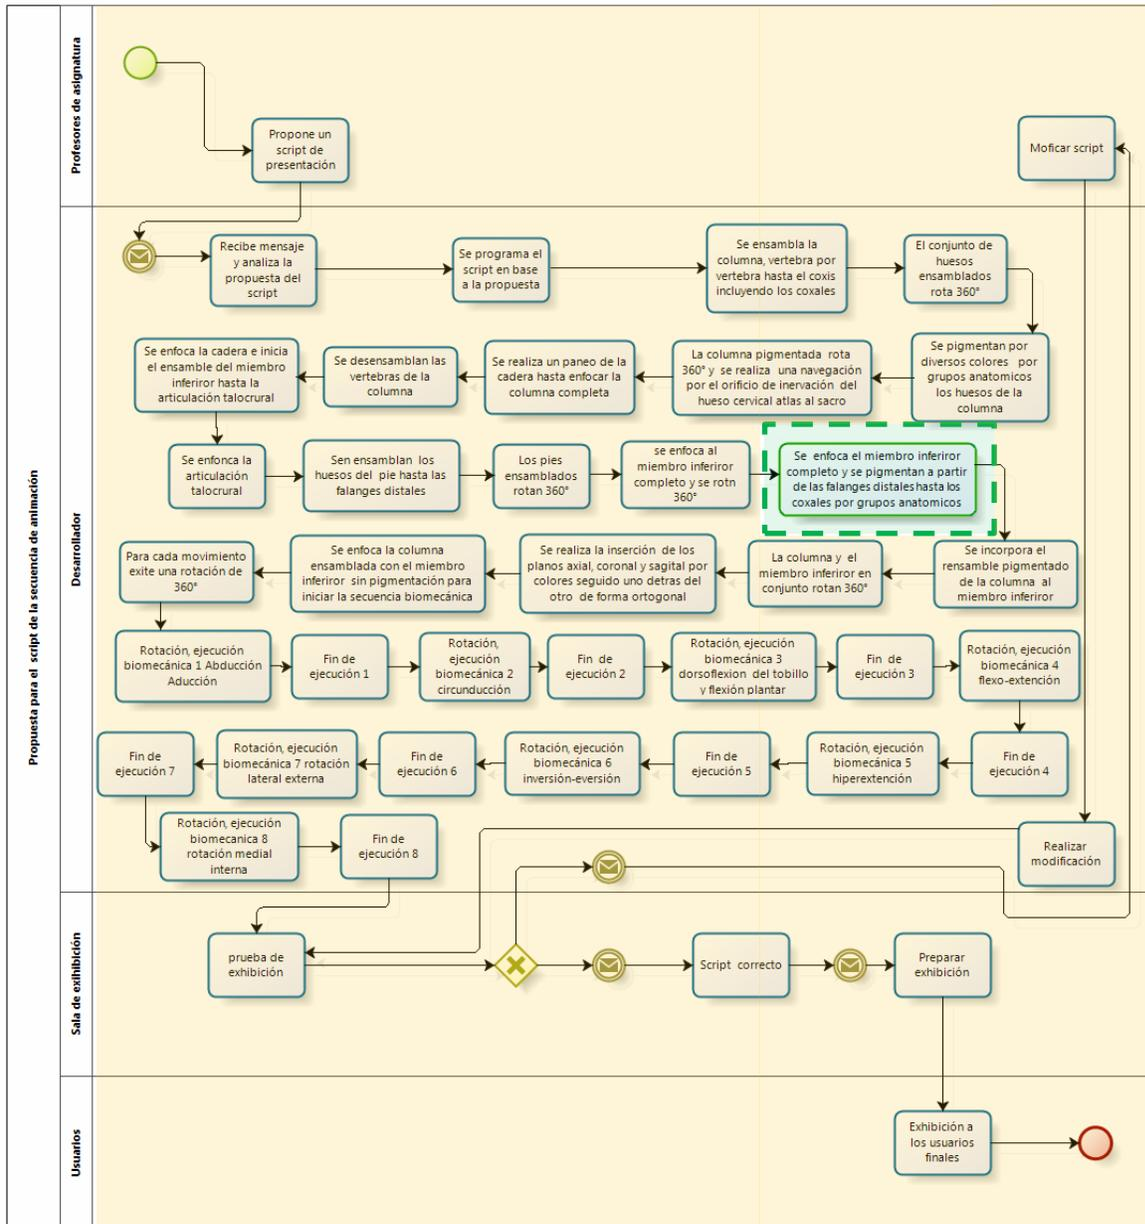 Propuesta para el script de la secuencia de animación
Profesores de asignatura
Propone un
script de
presentación
Moficar script
Desarrollador
Recibe mensaje
y analiza la
propuesta del
script
Se programa el
script en base
a la propuesta
Se ensambla la
columna, vertebra por
vertebra hasta el coxis
incluyendo los coxales
El conjunto de
huesos
ensamblados
rota 360°
Se enfoca la cadera e inicia
el ensamble del miembro
inferiror hasta la
articulación talocrural
Se desensamblan las
vertebras de la
columna
Se realiza un paneo de la
cadera hasta enfocar la
columna completa
La columna pigmentada rota
360° y se realiza una navegación
por el orificio de inervación del
hueso cervical atlas al sacro
Se pigmentan por
diversos colores por
grupos anatomicos
los huesos de la
columna
Se enfonca la
articulación
talocrural
Sen ensamblan los
huesos del pie hasta las
falanges distales
Los pies
ensamblados
rotan 360°
se enfoca al
miembro inferiror
completo y se rotn
360°
Se enfoca el miembro inferiror
completo y se pigmentan a partir
de las falanges distales hasta los
coxales por grupos anatomicos
Para cada movimiento
exite una rotación de
360°
Se enfoca la columna
ensamblada con el miembro
inferiror sin pigmentación para
iniciar la secuencia biomecánica
Se realiza la inserción de los
planos axial, coronal y sagital por
colores seguido uno detras del
otro de forma ortogonal
La columna y el
miembro inferiror en
conjunto rotan 360°
Se incorpora el
rensamble pigmentado
de la columna al
miembro inferiror
Rotación, ejecución
biomecánica 1 Abducción
Aducción
Fin de
ejecución 1
Rotación,
ejecución
biomecánica 2
circunducción
Fin de
ejecución 2
Rotación, ejecución
biomecánica 3
dorsoflexion del tobillo
y flexión plantar
Fin de
ejecución 3
Rotación, ejecución
biomecánica 4
flexo-extención
Fin de
ejecución 7
Rotación, ejecución
biomecánica 7 rotación
lateral externa
Fin de
ejecución 6
Rotación, ejecución
biomecánica 6
inversión-eversión
Fin de
ejecución 5
Rotación, ejecución
biomecánica 5
hiperextención
Fin de
ejecución 4
Rotación, ejecución
biomecanica 8
rotación medial
interna
Fin de
ejecución 8
Realizar
modificación
Sala de exhibición
prueba de
exhibición
Script correcto
Preparar
exhibición
Usuarios
Exhibición a
los usuarios
finales